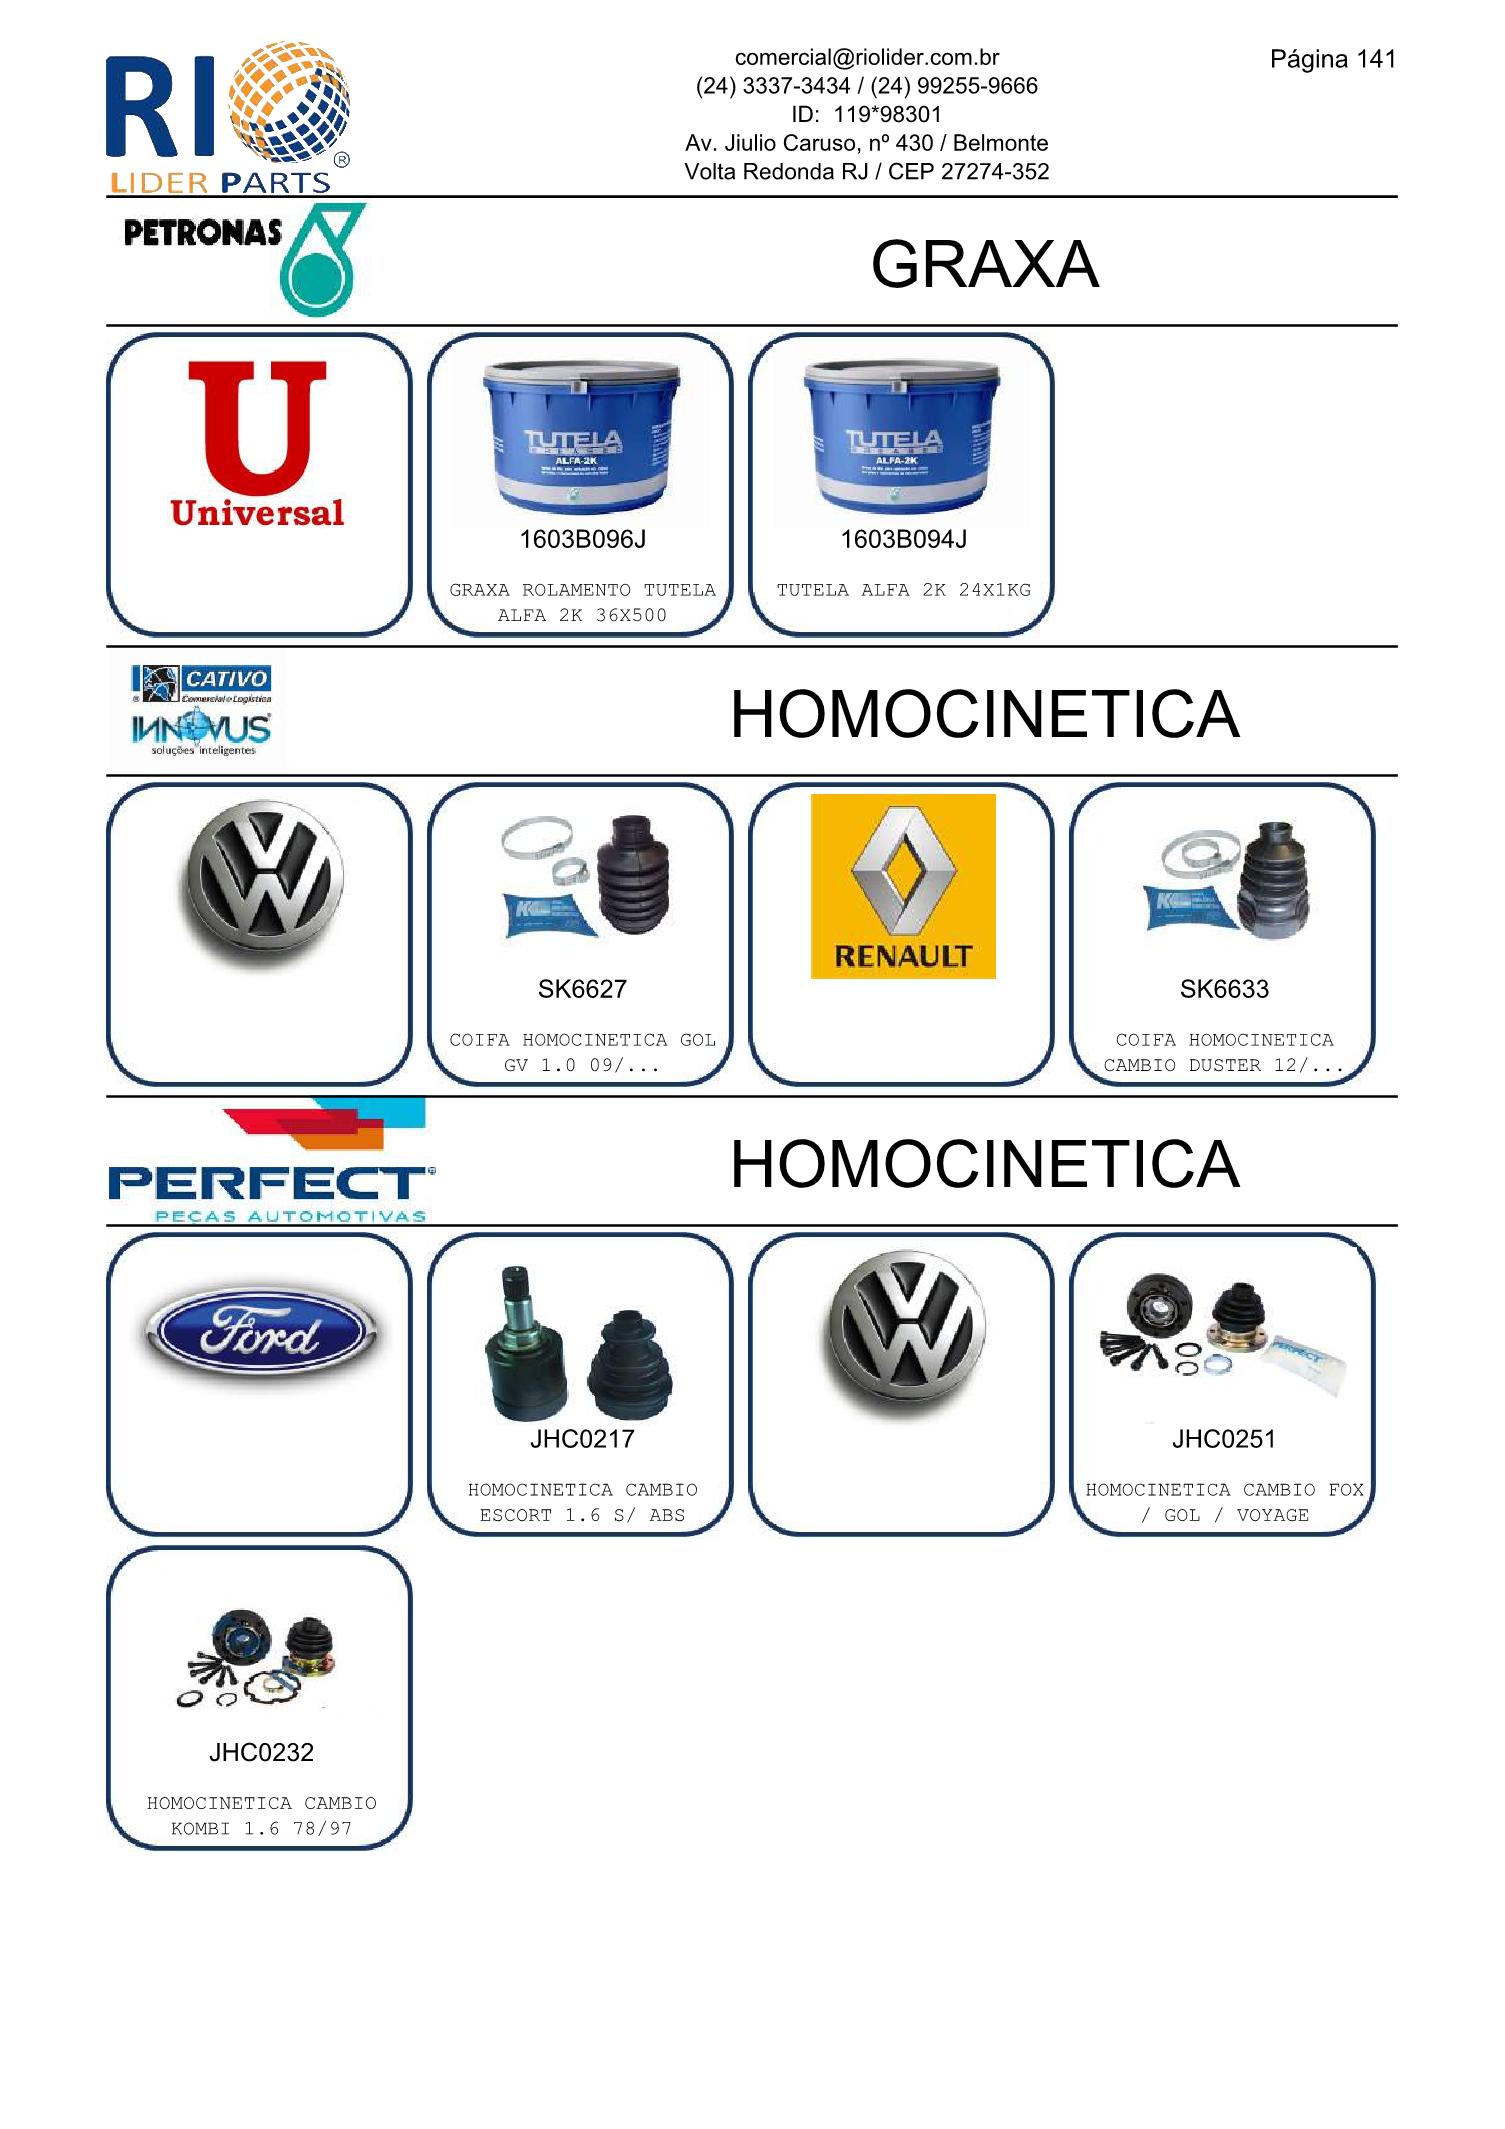 RIO
®
LIDER PARTS
comercial@riolider.com.br
(24) 3337-3434 / (24) 99255-9666
ID:  119*98301
Av. Jiulio Caruso, nº 430 / Belmonte
Volta Redonda RJ / CEP 27274-352
Página 141
PETRONAS
GRAXA
U
Universal
TUTELA
ALFA-2K
1603B096J
GRAXA ROLAMENTO TUTELA
ALFA 2K 36X500
TUTELA
ALFA-2K
1603B094J
TUTELA ALFA 2K 24X1KG
CATIVO
Comercial e Logística
INNOVUS
soluções inteligentes
HOMOCINETICA
SK6627
COIFA HOMOCINETICA GOL
GV 1.0 09/...
RENAULT
SK6633
COIFA HOMOCINETICA
CAMBIO DUSTER 12/...
PERFECT®
PEÇAS AUTOMOTIVAS
HOMOCINETICA
Ford
JHC0217
HOMOCINETICA CAMBIO
ESCORT 1.6 S/ ABS
PERFECT
JHC0251
HOMOCINETICA CAMBIO FOX
/ GOL / VOYAGE
JHC0232
HOMOCINETICA CAMBIO
KOMBI 1.6 78/97